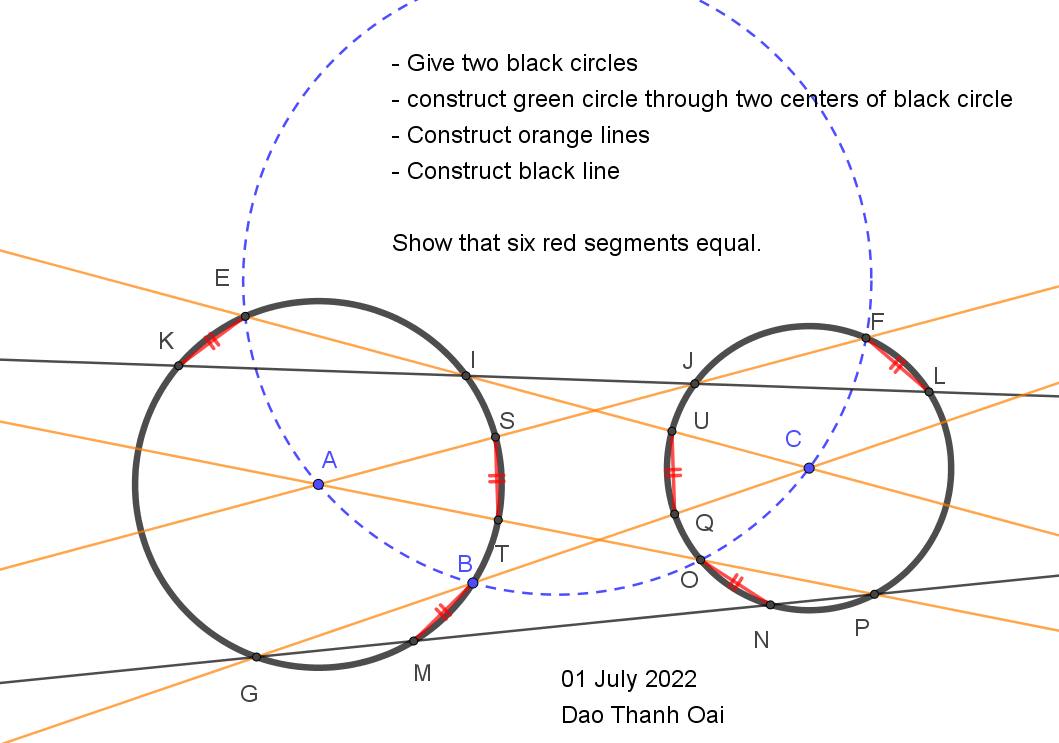 - Give two black circles
- construct green circle through two centers of black circle
- Construct orange lines
- Construct black line
Show that six red segments equal.
E
F
K
I
J
L
S
U
A
C
T
Q
B
O
N
P
G
M
01 July 2022
Dao Thanh Oai